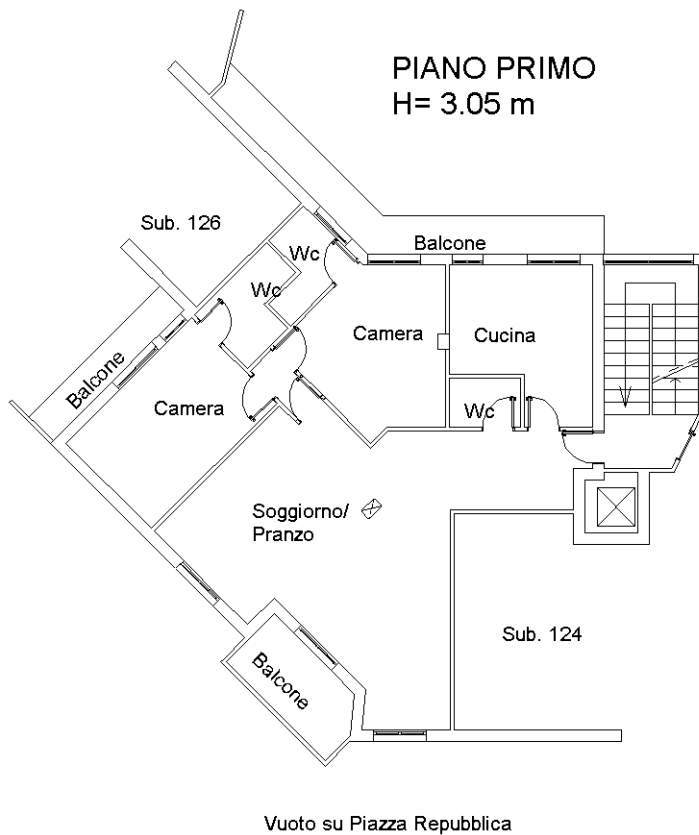 PIANO PRIMO
H= 3.05 m
Sub. 126
Wc
Balcone
Wc
Camera
Cucina
Balcone
Camera
Wc
Soggiorno/
Pranzo
Sub. 124
Balcone
Vuoto su Piazza Repubblica